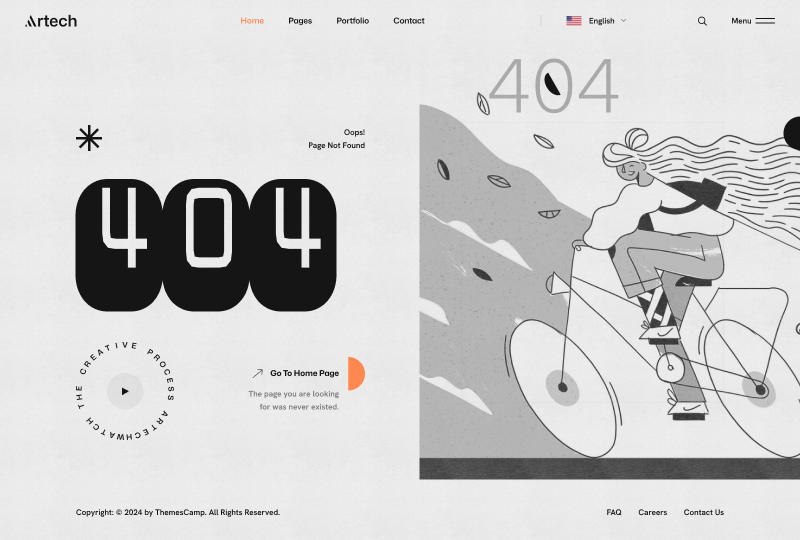 Artech
Home Pages Portfolio Contact
English
Menu
404
Oops!
Page Not Found
404
THE CREATIVE PROCESS ARTECHWATCH
Go To Home Page
The page you are looking
for was never existed.
Copyright: © 2024 by ThemesCamp. All Rights Reserved.
FAQ Careers Contact Us